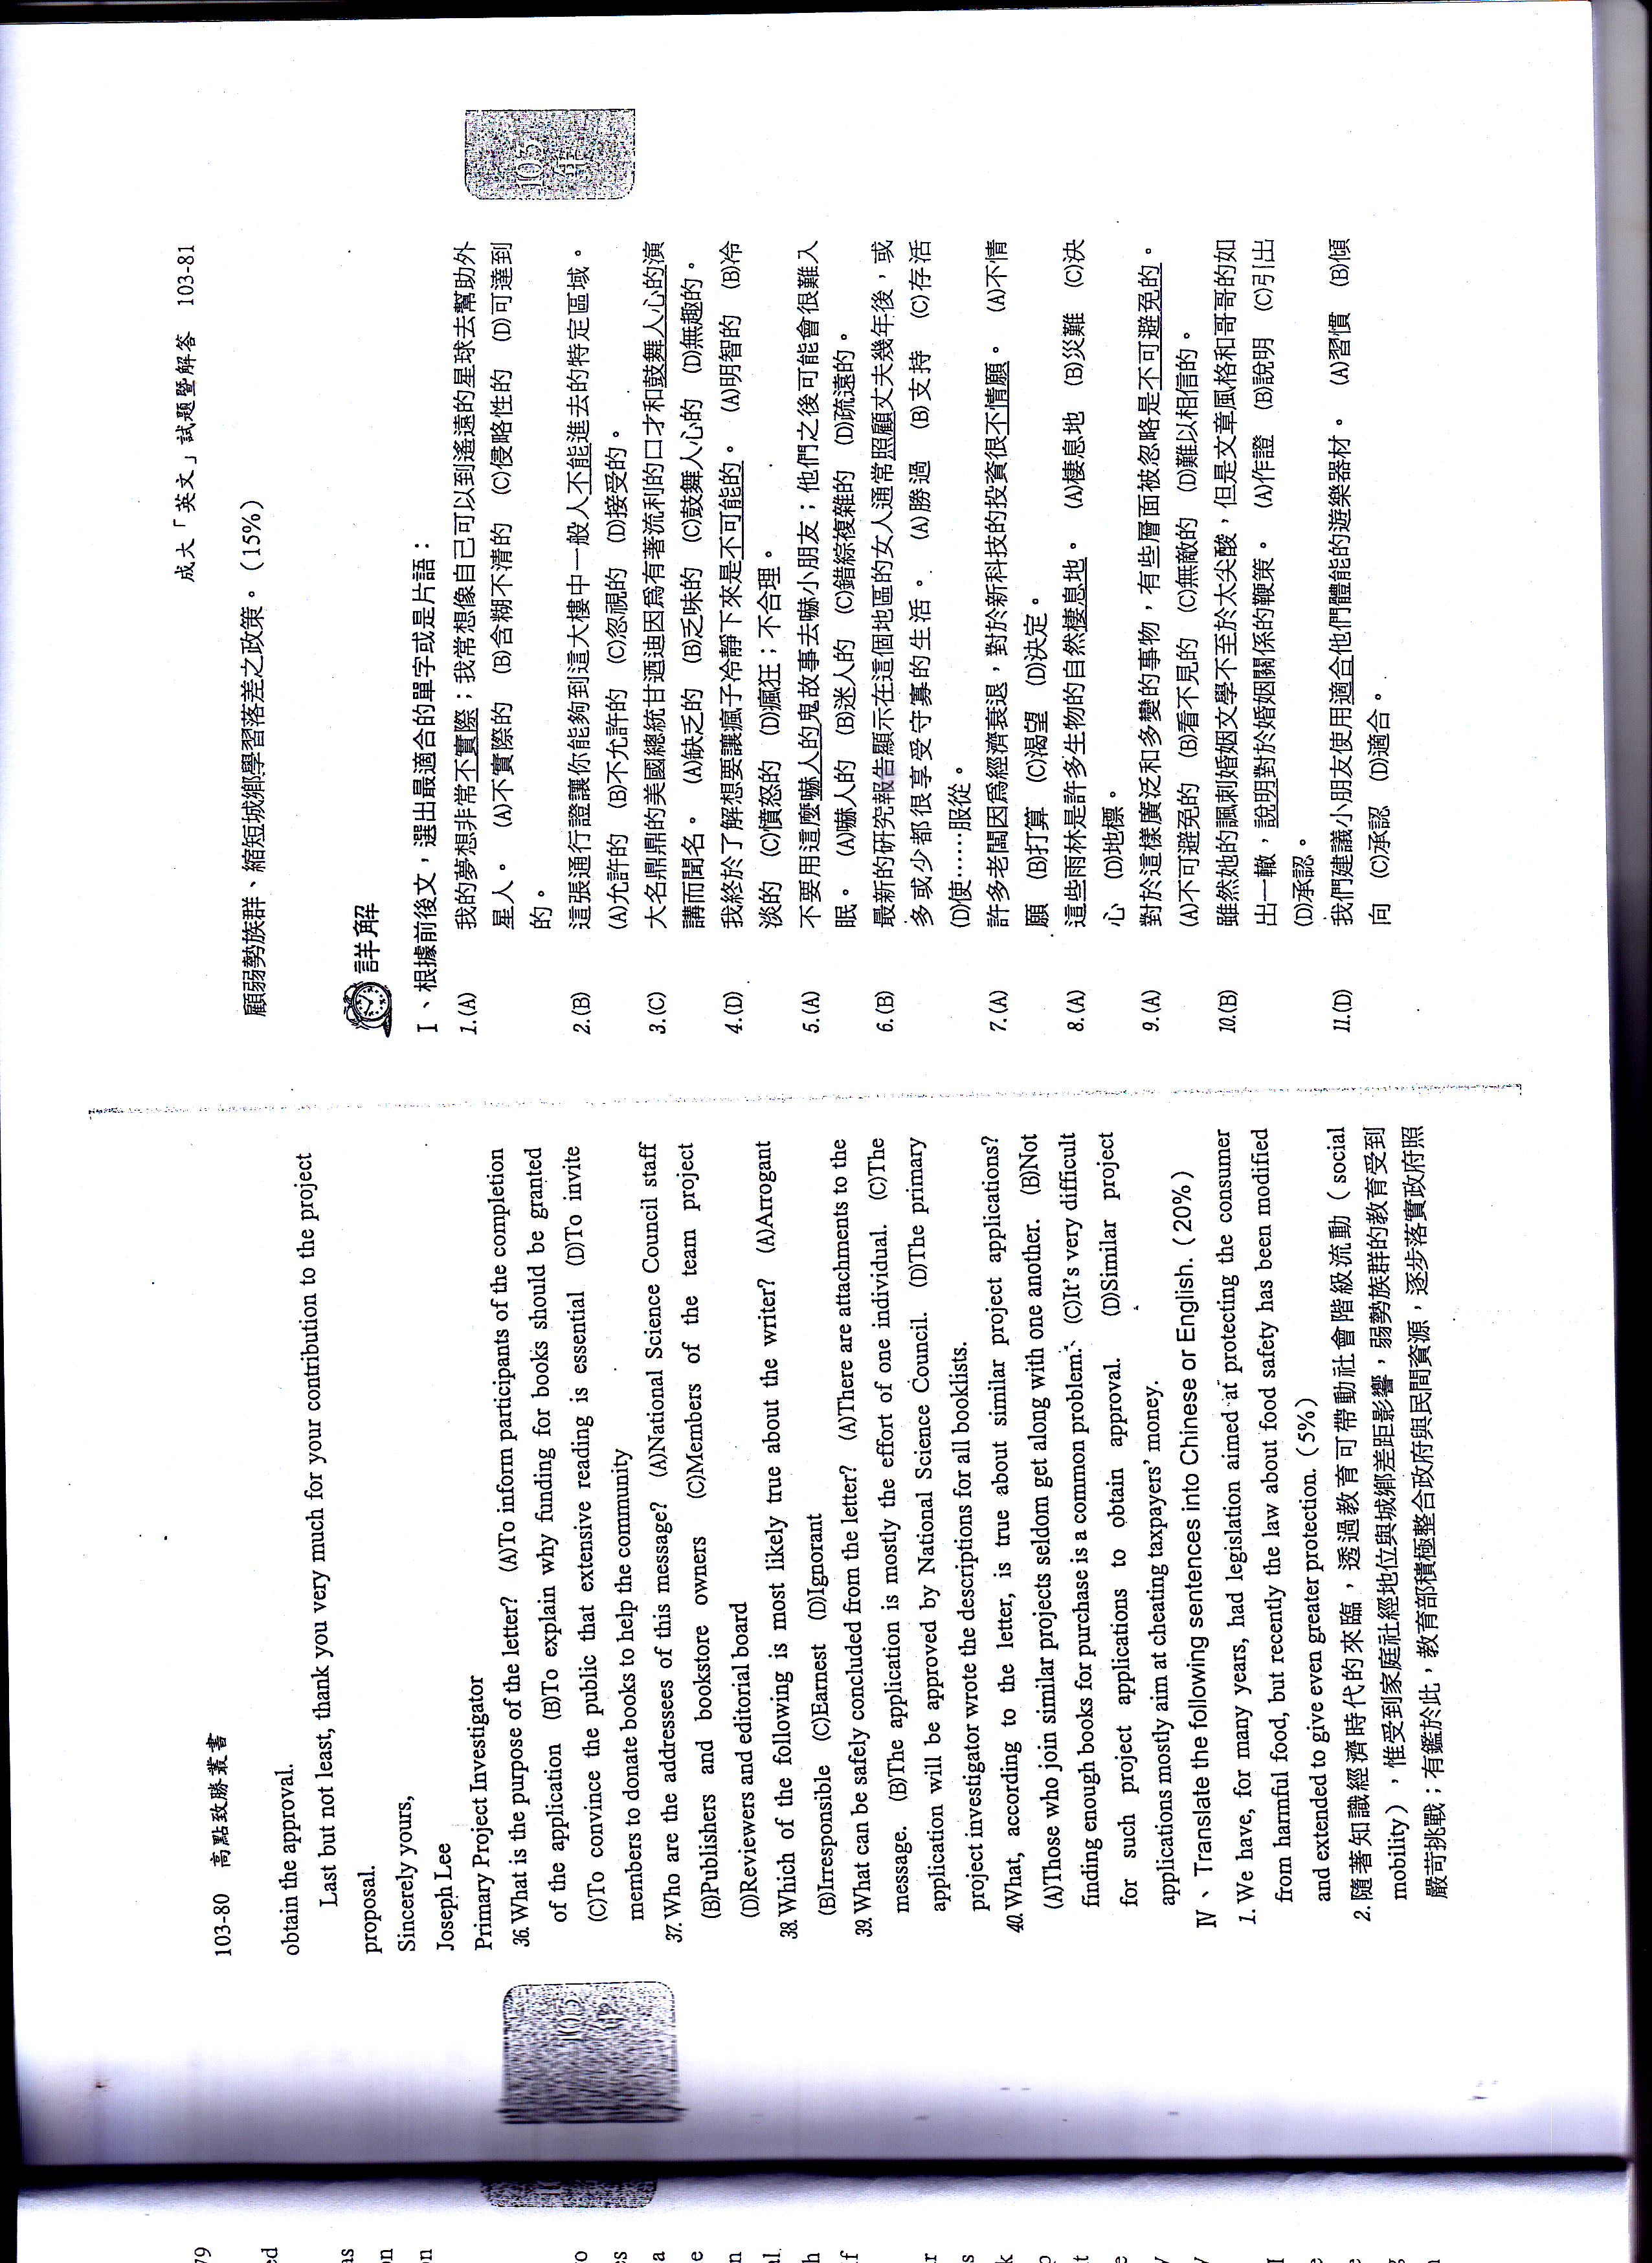 79
ed
as
on
on
103-80 高點致勝叢書
obtain the approval.
Last but not least, thank you very much for your contribution to the project
proposal.
Sincerely yours,
Joseph Lee
Primary Project Investigator
36.What is the purpose of the letter? (A)To inform participants of the completion
of the application (B)To explain why funding for books should be granted
(C)To convince the public that extensive reading is essential (D)To invite
members to donate books to help the community
37.Who are the addressees of this message? (A)National Science Council staff
(B)Publishers and bookstore owners (C)Members of the team project
(D)Reviewers and editorial board
38.Which of the following is most likely true about the writer? (A)Arrogant
(B)Irresponsible (C)Earnest (D)Ignorant
39.What can be safely concluded from the letter? (A)There are attachments to the
message. (B)The application is mostly the effort of one individual. (C)The
application will be approved by National Science Council. (D)The primary
project investigator wrote the descriptions for all booklists.
40.What, according to the letter, is true about similar project applications?
(A)Those who join similar projects seldom get along with one another. (B)Not
finding enough books for purchase is a common problem. (C)It's very difficult
for such project applications to obtain approval. (D)Similar project
applications mostly aim at cheating taxpayers' money.
Ⅳ、Translate the following sentences into Chinese or English.(20%)
1.We have, for many years, had legislation aimed at protecting the consumer
from harmful food, but recently the law about food safety has been modified
and extended to give even greater protection.(5%)
2.隨著知識經濟時代的來臨，透過教育可帶動社會階級流動（social
mobility），惟受到家庭社經地位與城鄉差距影響，弱勢族群的教育受到
嚴苛挑戰；有鑑於此，教育部積極整合政府與民間資源，逐步落實政府照
成大「英文」試題暨解答 103-81
顧弱勢族群、縮短城鄉學習落差之政策。（15%）
詳解
Ⅰ、根據前後文，選出最適合的單字或是片語：
1.(A) 我的夢想非常不實際；我常想像自己可以到遙遠的星球去幫助外
星人。 (A)不實際的 (B)含糊不清的 (C)侵略性的 (D)可達到
的。
2.(B) 這張通行證讓你能夠到這大樓中一般人不能進去的特定區域。
(A)允許的 (B)不允許的 (C)忽視的 (D)接受的。
3.(C) 大名鼎鼎的美國總統甘迺迪因為有著流利的口才和鼓舞人心的演
講而聞名。 (A)缺乏的 (B)乏味的 (C)鼓舞人心的 (D)無趣的。
4.(D) 我終於了解想要讓瘋子冷靜下來是不可能的。 (A)明智的 (B)冷
淡的 (C)憤怒的 (D)瘋狂；不合理。
5.(A) 不要用這麼嚇人的鬼故事去嚇小朋友；他們之後可能會很難入
眠。 (A)嚇人的 (B)迷人的 (C)錯綜複雜的 (D)疏遠的。
6.(B) 最新的研究報告顯示在這個地區的女人通常照顧丈夫幾年後，或
多或少都很享受守寡的生活。 (A)勝過 (B)支持 (C)存活
(D)使……服從。
7.(A) 許多老闆因為經濟衰退，對於新科技的投資很不情願。 (A)不情
願 (B)打算 (C)渴望 (D)決定。
8.(A) 這些雨林是許多生物的自然棲息地。 (A)棲息地 (B)災難 (C)決
心 (D)地標。
9.(A) 對於這樣廣泛和多變的事物，有些層面被忽略是不可避免的。
(A)不可避免的 (B)看不見的 (C)無敵的 (D)難以相信的。
10.(B) 雖然她的諷刺婚姻文學不至於太尖酸，但是文章風格和哥哥的如
出一轍，說明對於婚姻關係的鞭策。 (A)作證 (B)說明 (C)引出
(D)承認。
11.(D) 我們建議小朋友使用適合他們體能的遊樂器材。 (A)習慣 (B)傾
向 (C)承認 (D)適合。
103
年